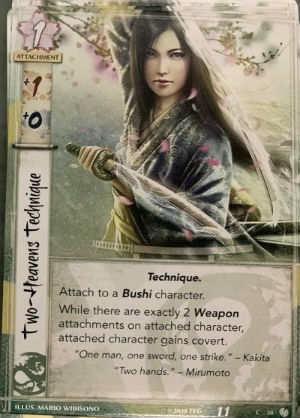 1
ATTACHMENT
+1
+0
Two-Heavens Technique
Technique.
Attach to a Bushi character.
While there are exactly 2 Weapon
attachments on attached character,
attached character gains covert.
"One man, one sword, one strike." – Kakita
"Two hands." – Mirumoto
ILLUS. MARIO WIBISONO
©2018 FFG
11
C
38